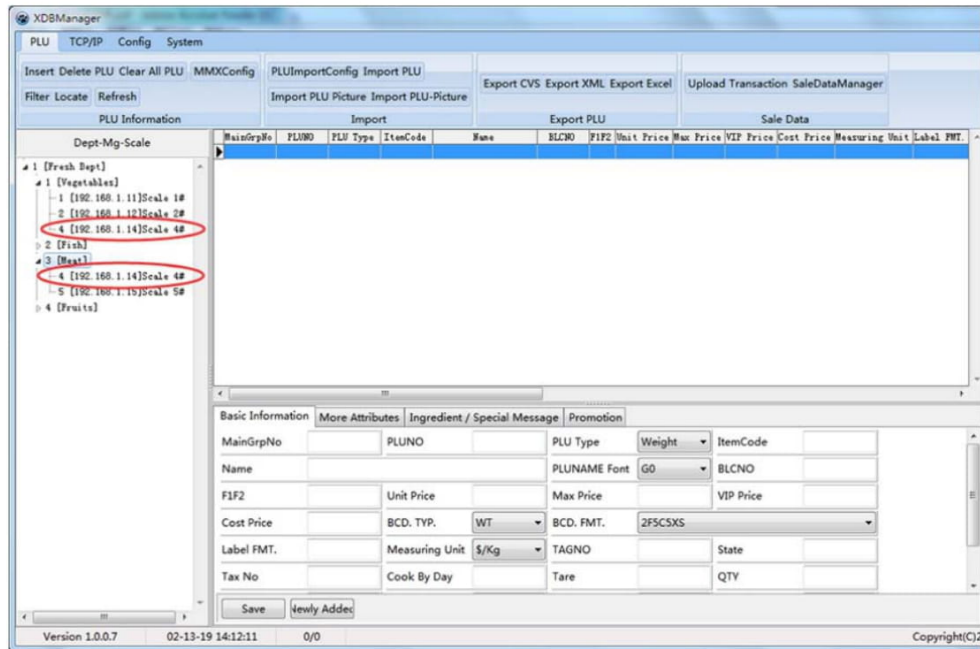 XDBManager
PLU TCP/IP Config System
Insert Delete PLU Clear All PLU MMXConfig PLUImportConfig Import PLU
Export CVS Export XML Export Excel Upload Transaction SaleDataManager
Filter Locate Refresh Import PLU Picture Import PLU-Picture
PLU Information Import Export PLU Sale Data
Dept-Mg-Scale
MainGrpNo PLUNO PLU Type ItemCode Name BLCNO F1F2 Unit Price Max Price VIP Price Cost Price Measuring Unit Label FMT.
1 [Fresh Dept]
1 [Vegetables]
1 [192.168.1.11]Scale 1#
2 [192.168.1.12]Scale 2#
4 [192.168.1.14]Scale 4#
2 [Fish]
3 [Meat]
4 [192.168.1.14]Scale 4#
5 [192.168.1.15]Scale 5#
4 [Fruits]
Basic Information More Attributes Ingredient / Special Message Promotion
MainGrpNo PLUNO PLU Type Weight ItemCode
Name PLUNAME Font G0 BLCNO
F1F2 Unit Price Max Price VIP Price
Cost Price BCD. TYP. WT BCD. FMT. 2F5C5XS
Label FMT. Measuring Unit $/Kg TAGNO State
Tax No Cook By Day Tare QTY
Save Newly Added
Version 1.0.0.7 02-13-19 14:12:11 0/0 Copyright(C)2